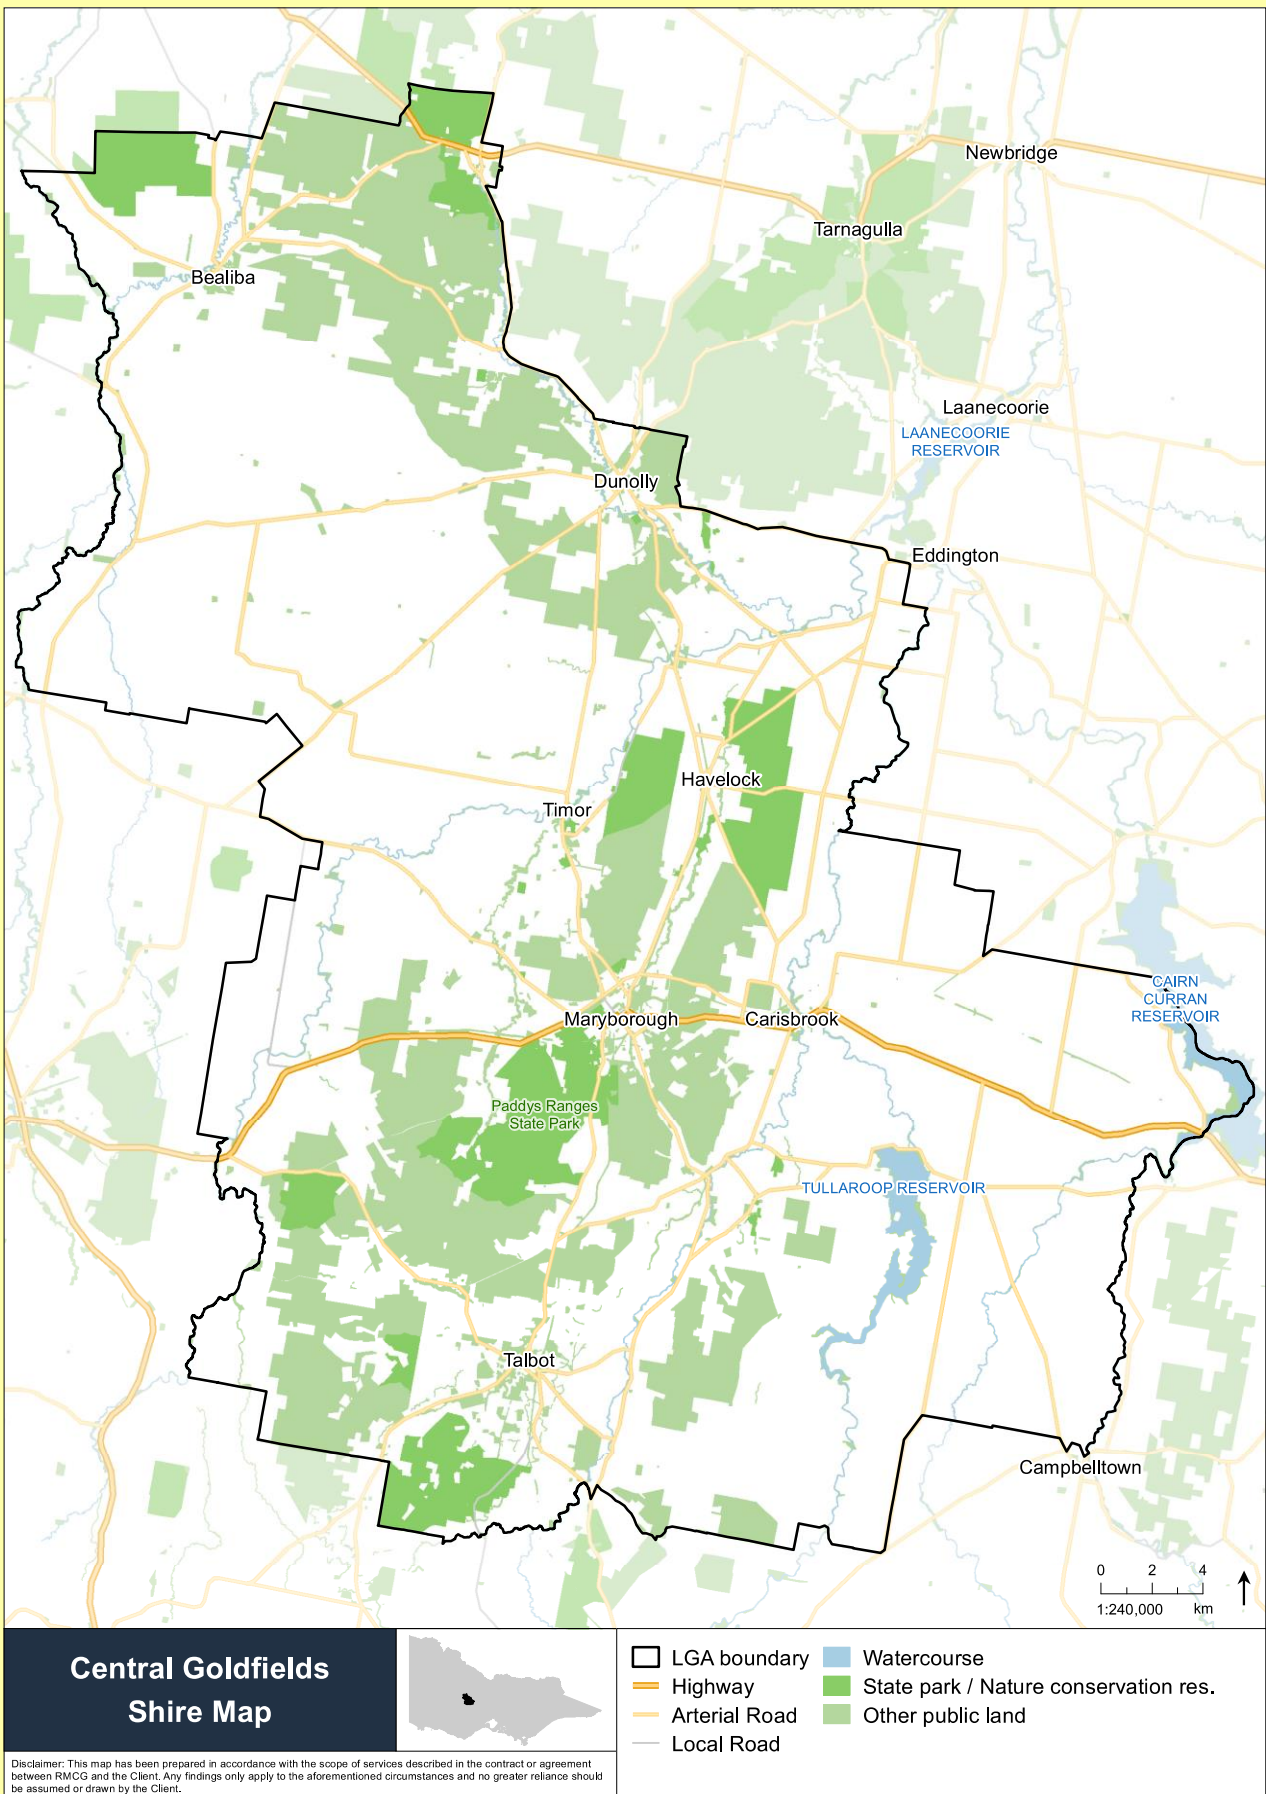 Newbridge
Tarnagulla
Bealiba
Laanecoorie
LAANECOORIE
RESERVOIR
Dunolly
Eddington
Havelock
Timor
CAIRN
CURRAN
RESERVOIR
Maryborough
Carisbrook
Paddys Ranges
State Park
TULLAROOP RESERVOIR
Talbot
Campbelltown
0 2 4
1:240,000 km
Central Goldfields
Shire Map
LGA boundary
Highway
Arterial Road
Local Road
Watercourse
State park / Nature conservation res.
Other public land
Disclaimer: This map has been prepared in accordance with the scope of services described in the contract or agreement
between RMCG and the Client. Any findings only apply to the aforementioned circumstances and no greater reliance should
be assumed or drawn by the Client.